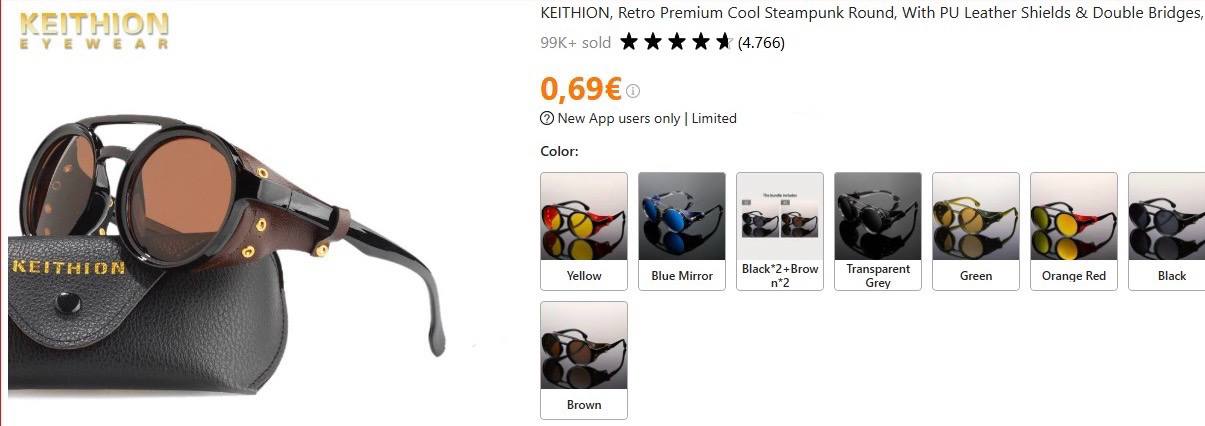 KEITHION
EYEWEAR
KEITHION
KEITHION, Retro Premium Cool Steampunk Round, With PU Leather Shields & Double Bridges,
99K+ sold (4.766)
0,69€
New App users only | Limited
Color:
The bundle includes
Yellow
Blue Mirror
Black*2+Brow
n*2
Transparent
Grey
Green
Orange Red
Black
Brown